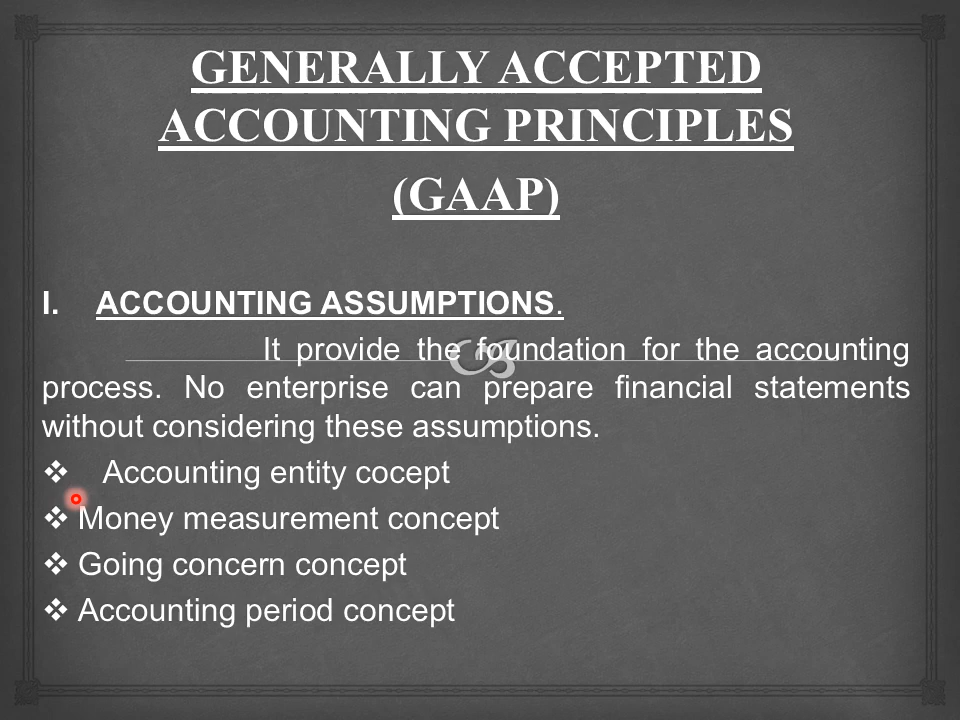 GENERALLY ACCEPTED
ACCOUNTING PRINCIPLES
(GAAP)
I. ACCOUNTING ASSUMPTIONS.
It provide the foundation for the accounting
process. No enterprise can prepare financial statements
without considering these assumptions.
❖ Accounting entity cocept
❖ Money measurement concept
❖ Going concern concept
❖ Accounting period concept